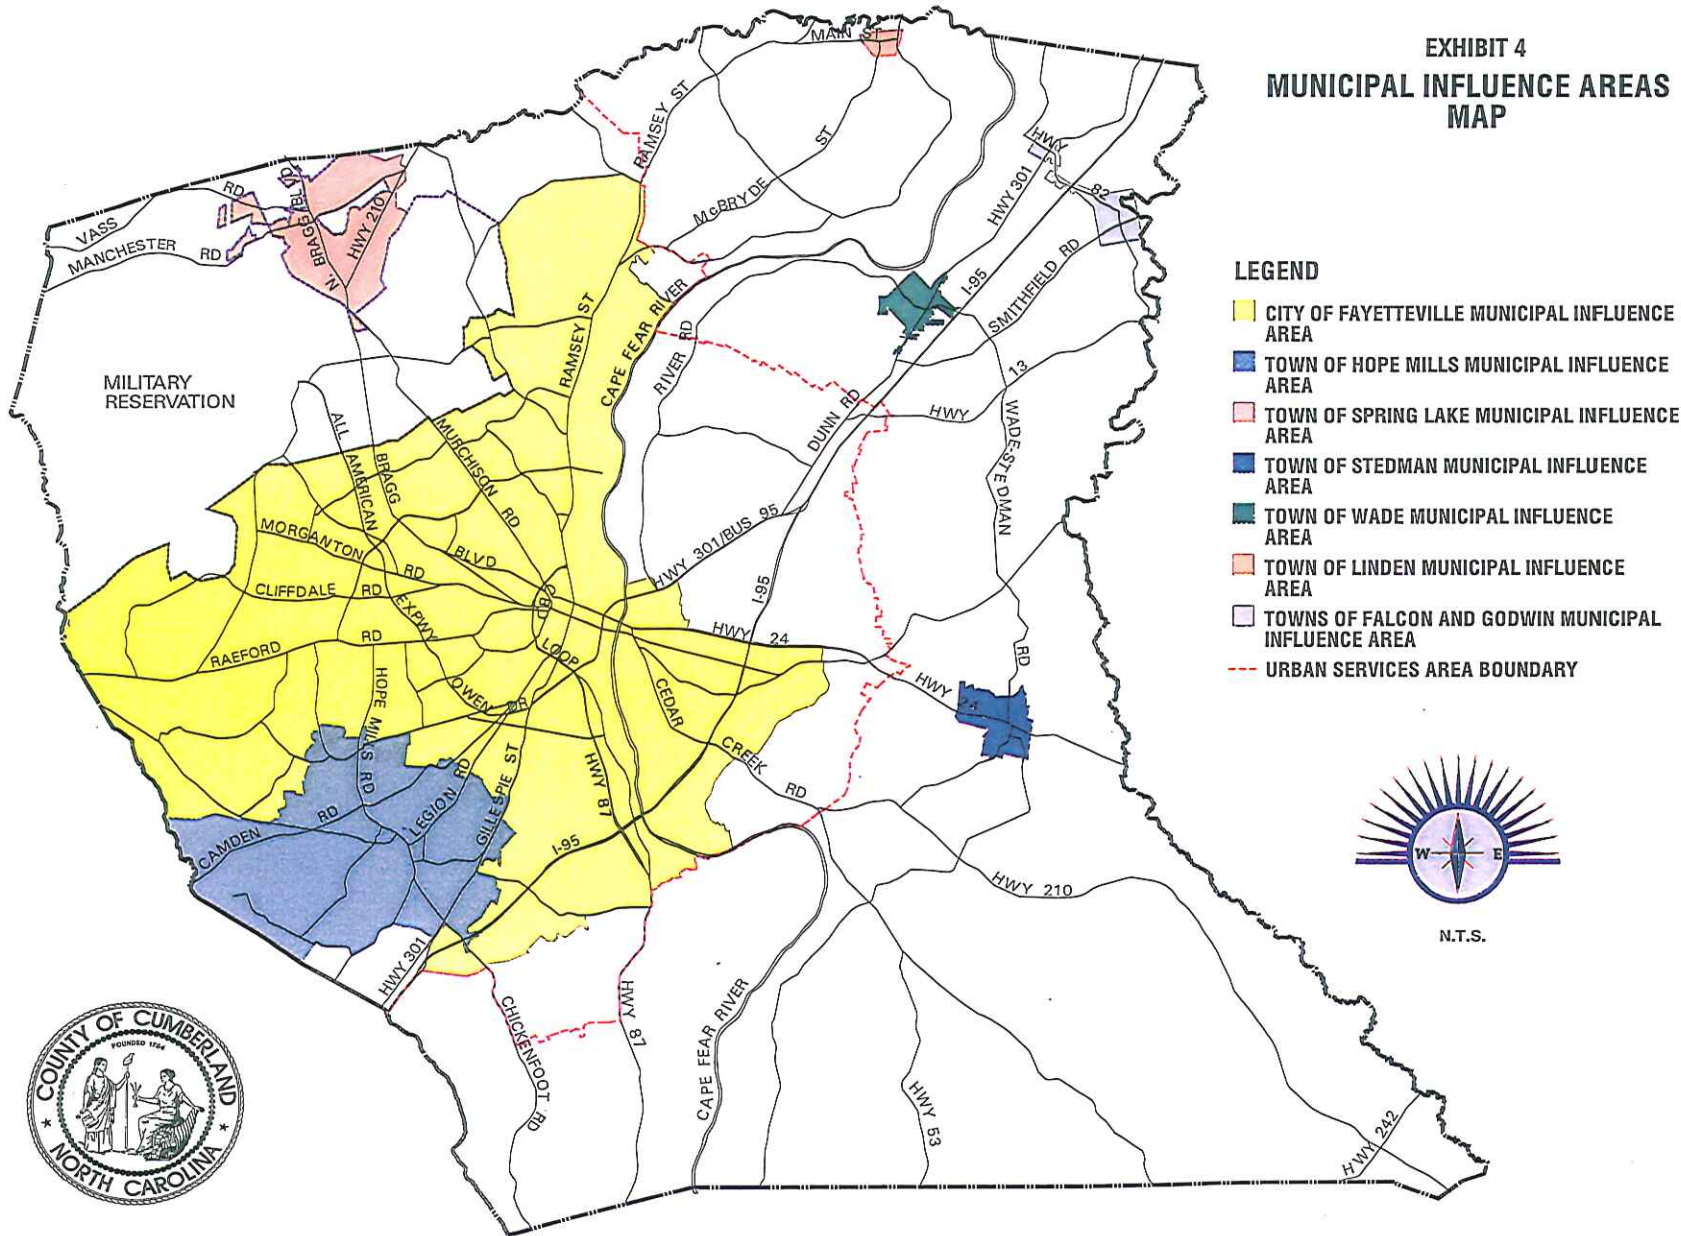 EXHIBIT 4
MUNICIPAL INFLUENCE AREAS
MAP
MAIN ST
RAMSEY ST
HWY
RAMSEY ST
McBRYDE ST
HWY 301
82
VASS RD
N. BRAGG BLVD
HWY 210
MANCHESTER RD
SMITHFIELD RD
I-95
LEGEND
CITY OF FAYETTEVILLE MUNICIPAL INFLUENCE
AREA
TOWN OF HOPE MILLS MUNICIPAL INFLUENCE
AREA
TOWN OF SPRING LAKE MUNICIPAL INFLUENCE
AREA
TOWN OF STEDMAN MUNICIPAL INFLUENCE
AREA
TOWN OF WADE MUNICIPAL INFLUENCE
AREA
TOWN OF LINDEN MUNICIPAL INFLUENCE
AREA
TOWNS OF FALCON AND GODWIN MUNICIPAL
INFLUENCE AREA
URBAN SERVICES AREA BOUNDARY
CAPE FEAR RIVER
RAMSEY ST
RIVER RD
MILITARY
RESERVATION
HWY 13
DUNN RD
WADE-STEDMAN RD
ALL AMERICAN EXPWY
BRAGG BLVD
MURCHISON RD
MORGANTON RD
HWY 301/BUS 95
I-95
CLIFFDALE RD
CBD LOOP
HWY 24
RAEFORD RD
HOPE MILLS RD
OWEN DR
CEDAR CREEK RD
HWY 24
HWY 87
LEGION RD
GILLESPIE ST
CAMDEN RD
I-95
HWY 210
W E
N.T.S.
HWY 301
CHICKENFOOT RD
HWY 87
CAPE FEAR RIVER
HWY 53
HWY 242
COUNTY OF CUMBERLAND
FOUNDED 1754
NORTH CAROLINA